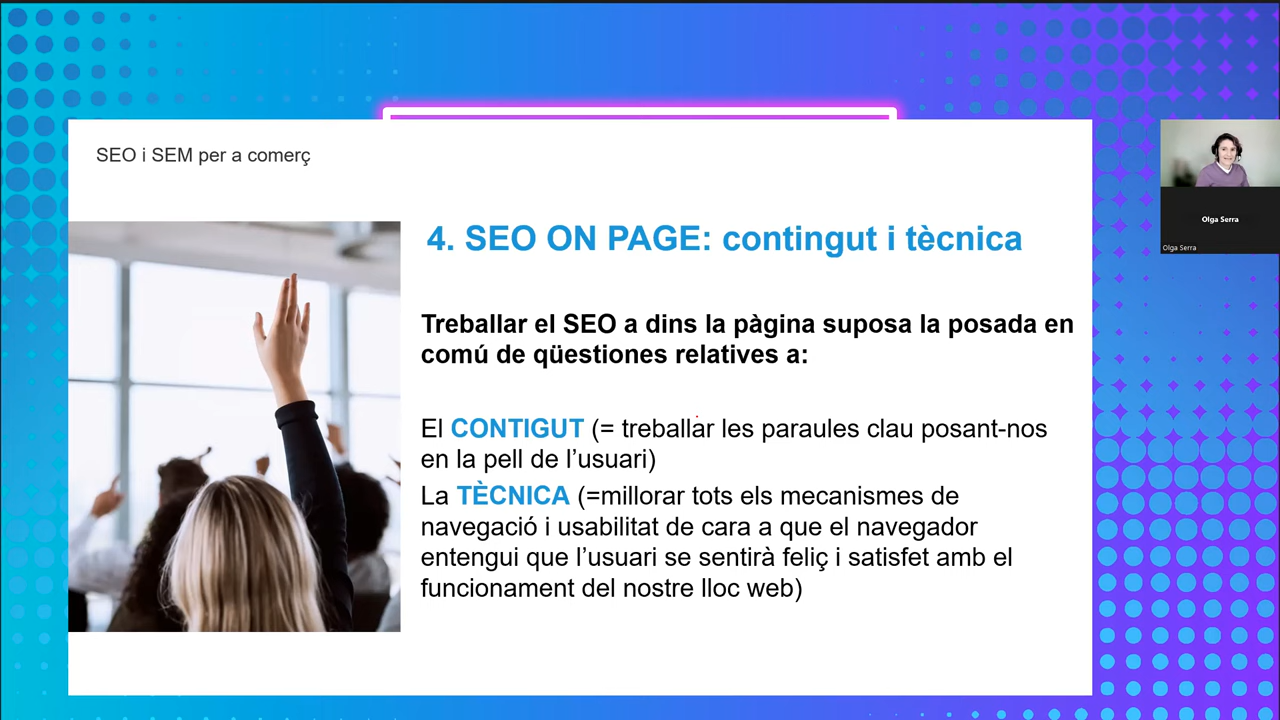 SEO i SEM per a comerç
4. SEO ON PAGE: contingut i tècnica
Treballar el SEO a dins la pàgina suposa la posada en
comú de qüestiones relatives a:
El CONTIGUT (= treballar les paraules clau posant-nos
en la pell de l’usuari)
La TÈCNICA (=millorar tots els mecanismes de
navegació i usabilitat de cara a que el navegador
entengui que l’usuari se sentirà feliç i satisfet amb el
funcionament del nostre lloc web)
Olga Serra
Olga Serra